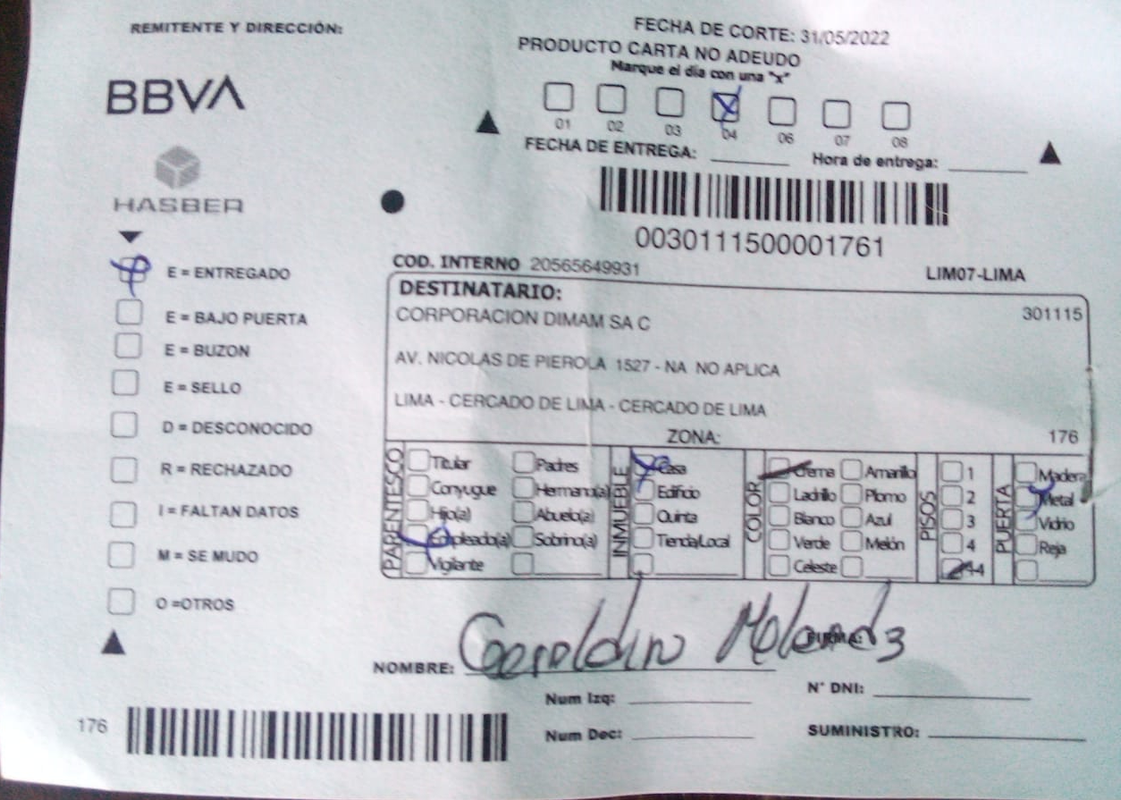 REMITENTE Y DIRECCIÓN:
FECHA DE CORTE: 31/05/2022
PRODUCTO CARTA NO ADEUDO
Marque el día con una "x"
BBVA
01 02 03 04 06 07 08
FECHA DE ENTREGA: Hora de entrega:
HASBER
0030111500001761
COD. INTERNO 20565649931 LIM07-LIMA
E = ENTREGADO
E = BAJO PUERTA
E = BUZON
E = SELLO
D = DESCONOCIDO
R = RECHAZADO
I = FALTAN DATOS
M = SE MUDO
O =OTROS
DESTINATARIO: 301115
CORPORACION DIMAM SA C
AV. NICOLAS DE PIEROLA 1527 - NA NO APLICA
LIMA - CERCADO DE LIMA - CERCADO DE LIMA
ZONA: 176
PARENTESCO
Titular Padres
Conyugue Hermano(a)
Hijo(a) Abuelo(a)
Empleado(a) Sobrino(a)
Vigilante
INMUEBLE
Casa
Edificio
Quinta
Tienda/Local
COLOR
Crema Amarillo
Ladrillo Plomo
Blanco Azul
Verde Melón
Celeste
PISOS
1
2
3
4
+4
PUERTA
Madera
Metal
Vidrio
Reja
NOMBRE: FIRMA:
Num Izq: N° DNI:
Num Dec: SUMINISTRO:
176